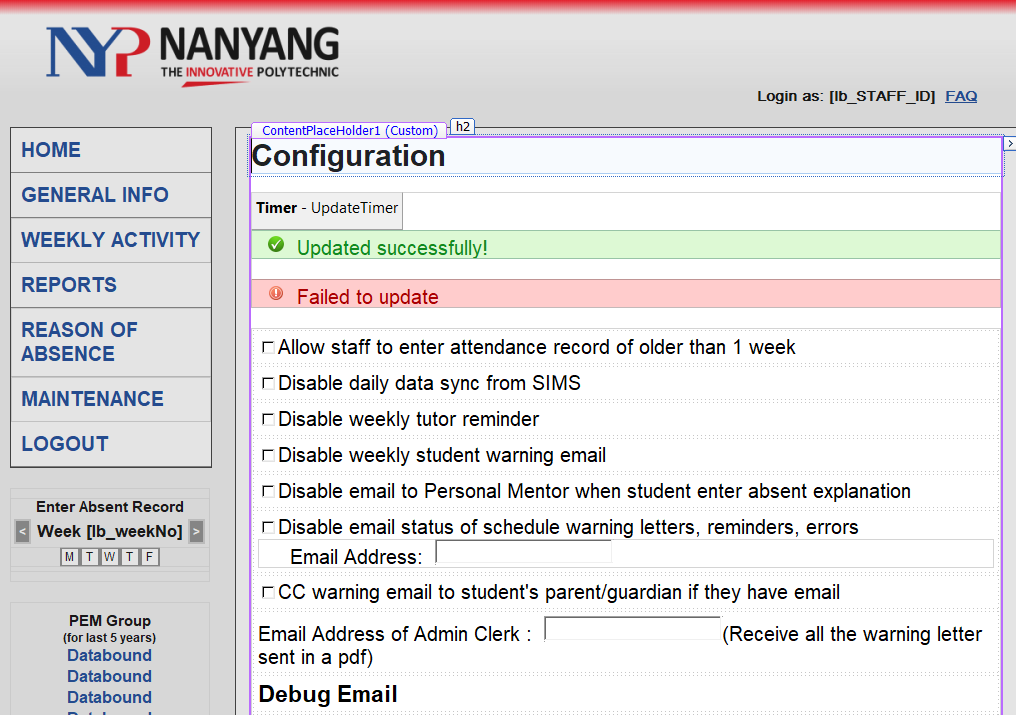 NYP NANYANG
THE INNOVATIVE POLYTECHNIC
Login as: [lb_STAFF_ID] FAQ
HOME
GENERAL INFO
WEEKLY ACTIVITY
REPORTS
REASON OF
ABSENCE
MAINTENANCE
LOGOUT
Enter Absent Record
< Week [lb_weekNo] >
M T W T F
PEM Group
(for last 5 years)
Databound
Databound
Databound
ContentPlaceHolder1 (Custom) h2
>
Configuration
Timer - UpdateTimer
Updated successfully!
Failed to update
Allow staff to enter attendance record of older than 1 week
Disable daily data sync from SIMS
Disable weekly tutor reminder
Disable weekly student warning email
Disable email to Personal Mentor when student enter absent explanation
Disable email status of schedule warning letters, reminders, errors
Email Address:
CC warning email to student's parent/guardian if they have email
Email Address of Admin Clerk : (Receive all the warning letter
sent in a pdf)
Debug Email